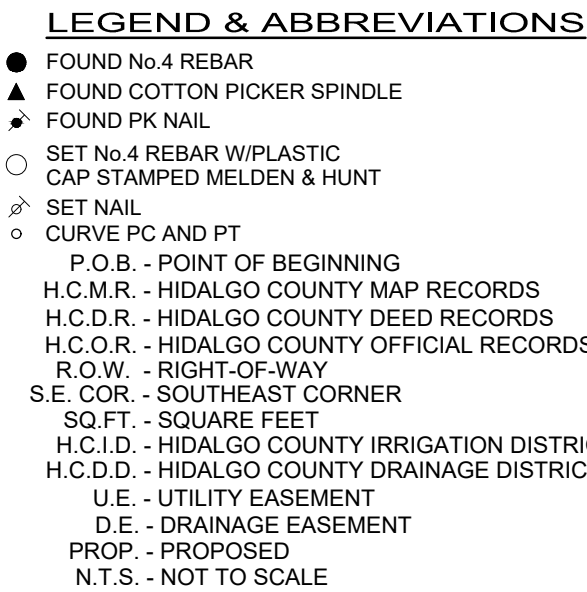 LEGEND & ABBREVIATIONS
FOUND No.4 REBAR
FOUND COTTON PICKER SPINDLE
FOUND PK NAIL
SET No.4 REBAR W/PLASTIC
CAP STAMPED MELDEN & HUNT
SET NAIL
CURVE PC AND PT
P.O.B. - POINT OF BEGINNING
H.C.M.R. - HIDALGO COUNTY MAP RECORDS
H.C.D.R. - HIDALGO COUNTY DEED RECORDS
H.C.O.R. - HIDALGO COUNTY OFFICIAL RECORDS
R.O.W. - RIGHT-OF-WAY
S.E. COR. - SOUTHEAST CORNER
SQ.FT. - SQUARE FEET
H.C.I.D. - HIDALGO COUNTY IRRIGATION DISTRI
H.C.D.D. - HIDALGO COUNTY DRAINAGE DISTRIC
U.E. - UTILITY EASEMENT
D.E. - DRAINAGE EASEMENT
PROP. - PROPOSED
N.T.S. - NOT TO SCALE